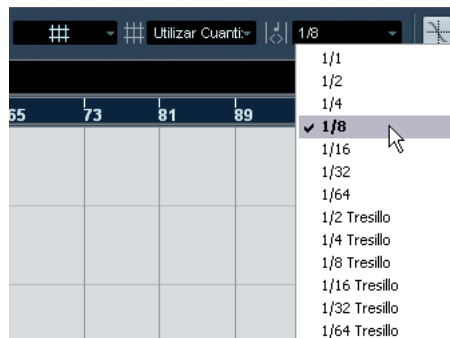 Utilizar Cuanti: 1/8
65 73 81 89
1/1
1/2
1/4
1/8
1/16
1/32
1/64
1/2 Tresillo
1/4 Tresillo
1/8 Tresillo
1/16 Tresillo
1/32 Tresillo
1/64 Tresillo